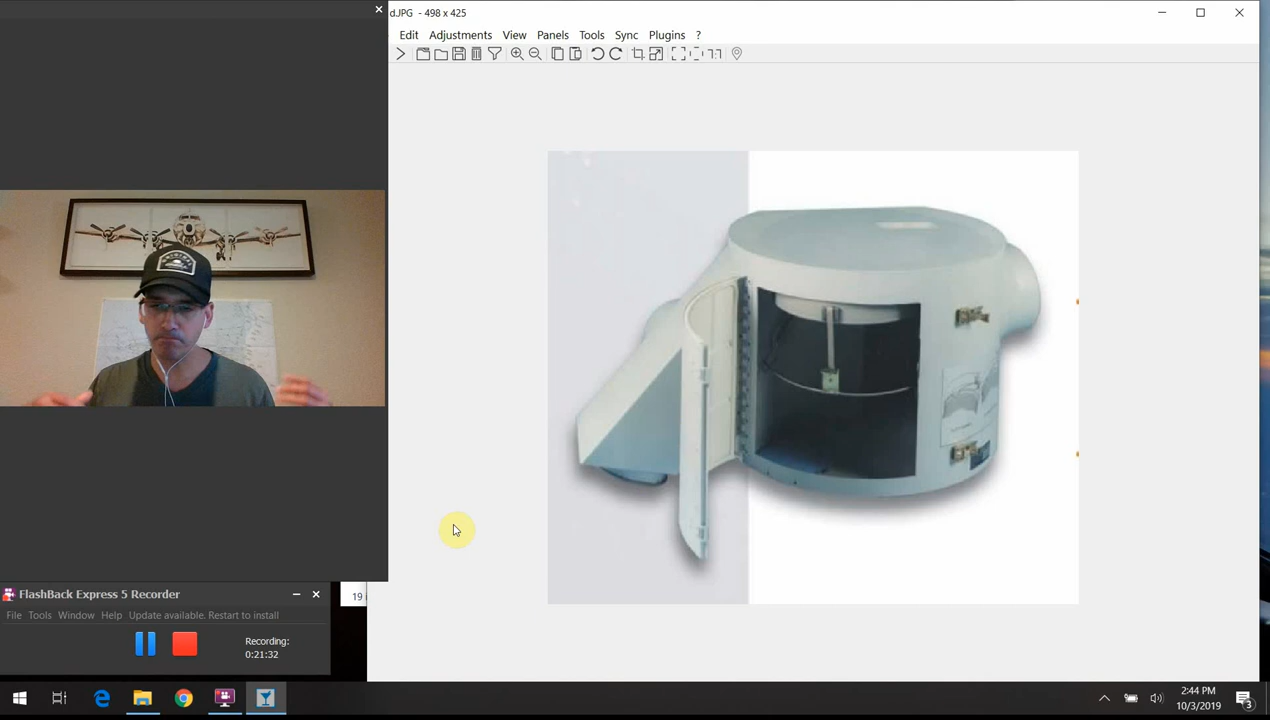 d.JPG - 498 x 425
Edit Adjustments View Panels Tools Sync Plugins ?
FlashBack Express 5 Recorder
File Tools Window Help Update available. Restart to install
Recording:
0:21:32
19
2:44 PM
10/3/2019
3